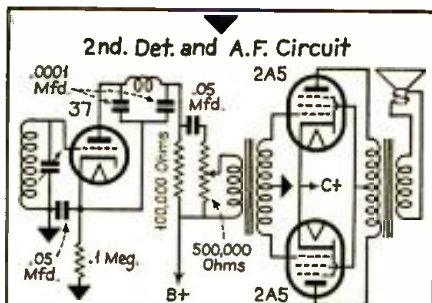 2nd. Det. and A.F. Circuit
.0001
Mfd.
37
.05
Mfd.
2A5
100,000 Ohms
C+
.05
Mfd.
.1 Meg.
500,000
Ohms
B+
2A5